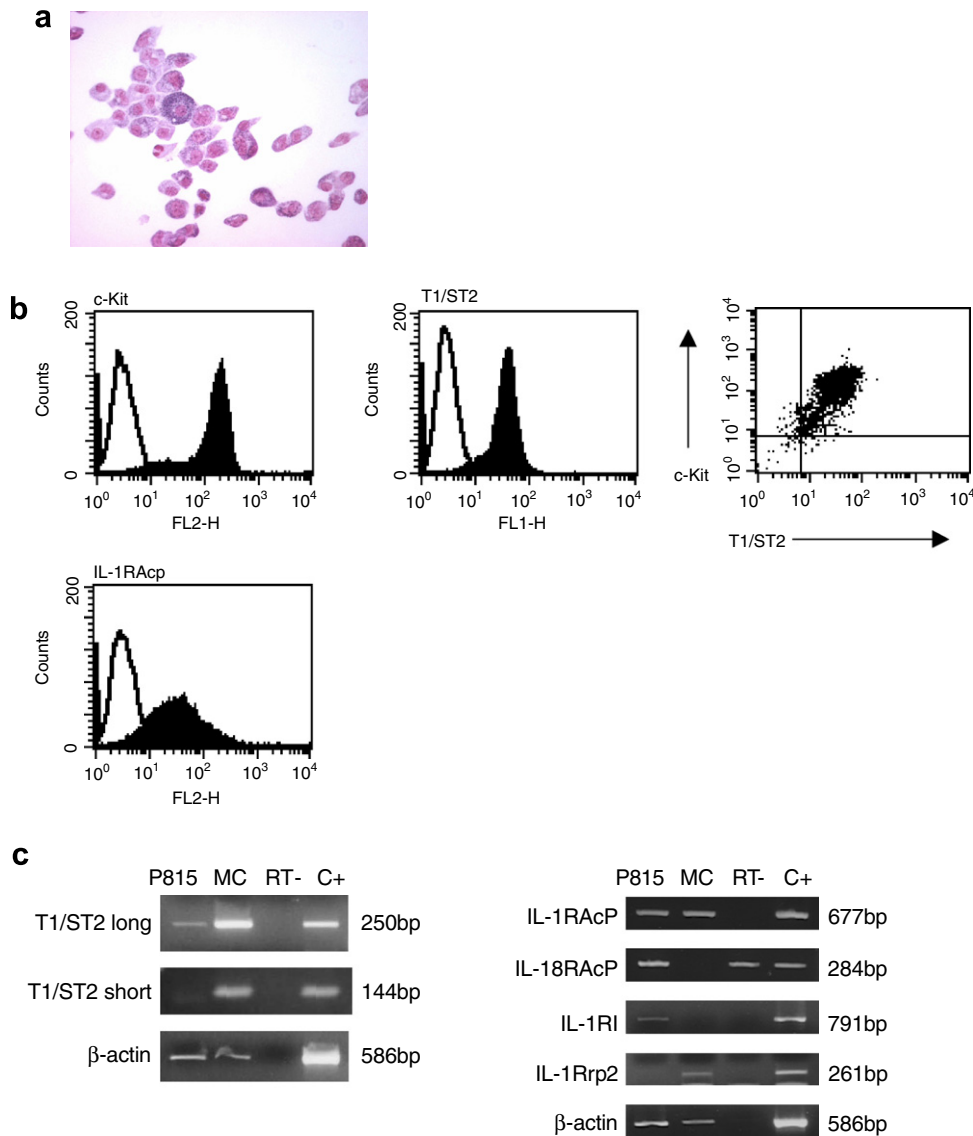 a
b
c-Kit
200
Counts
0
10^0 10^1 10^2 10^3 10^4
FL2-H
T1/ST2
200
Counts
0
10^0 10^1 10^2 10^3 10^4
FL1-H
10^4
10^3
10^2
10^1
10^0
10^0 10^1 10^2 10^3 10^4
c-Kit
T1/ST2
IL-1RAcp
200
Counts
0
10^0 10^1 10^2 10^3 10^4
FL2-H
c
P815 MC RT- C+
T1/ST2 long 250bp
T1/ST2 short 144bp
β-actin 586bp
P815 MC RT- C+
IL-1RAcP 677bp
IL-18RAcP 284bp
IL-1RI 791bp
IL-1Rrp2 261bp
β-actin 586bp